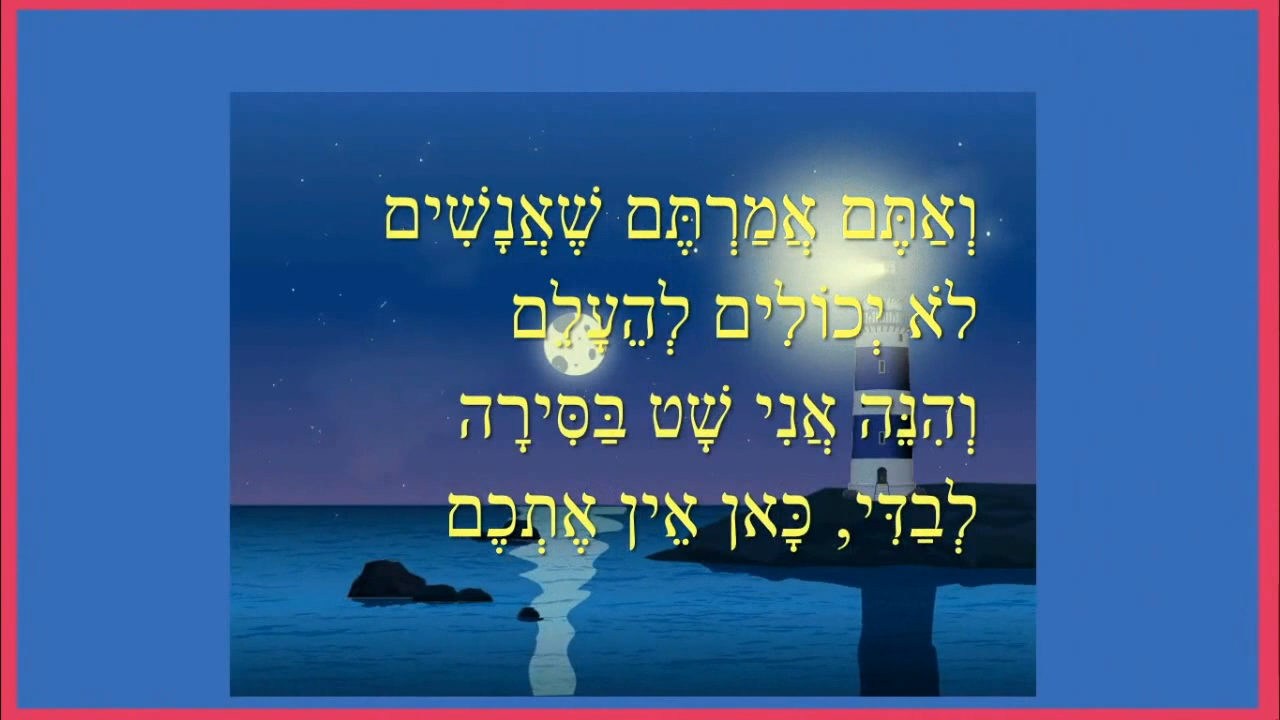 וְאַתֶּם אֲמַרְתֶּם שֶׁאֲנָשִׁים
לֹא יְכוֹלִים לְהֵעָלֵם
וְהִנֵּה אֲנִי שָׁט בַּסִּירָה
לְבַדִּי, כָּאן אֵין אֶתְכֶם